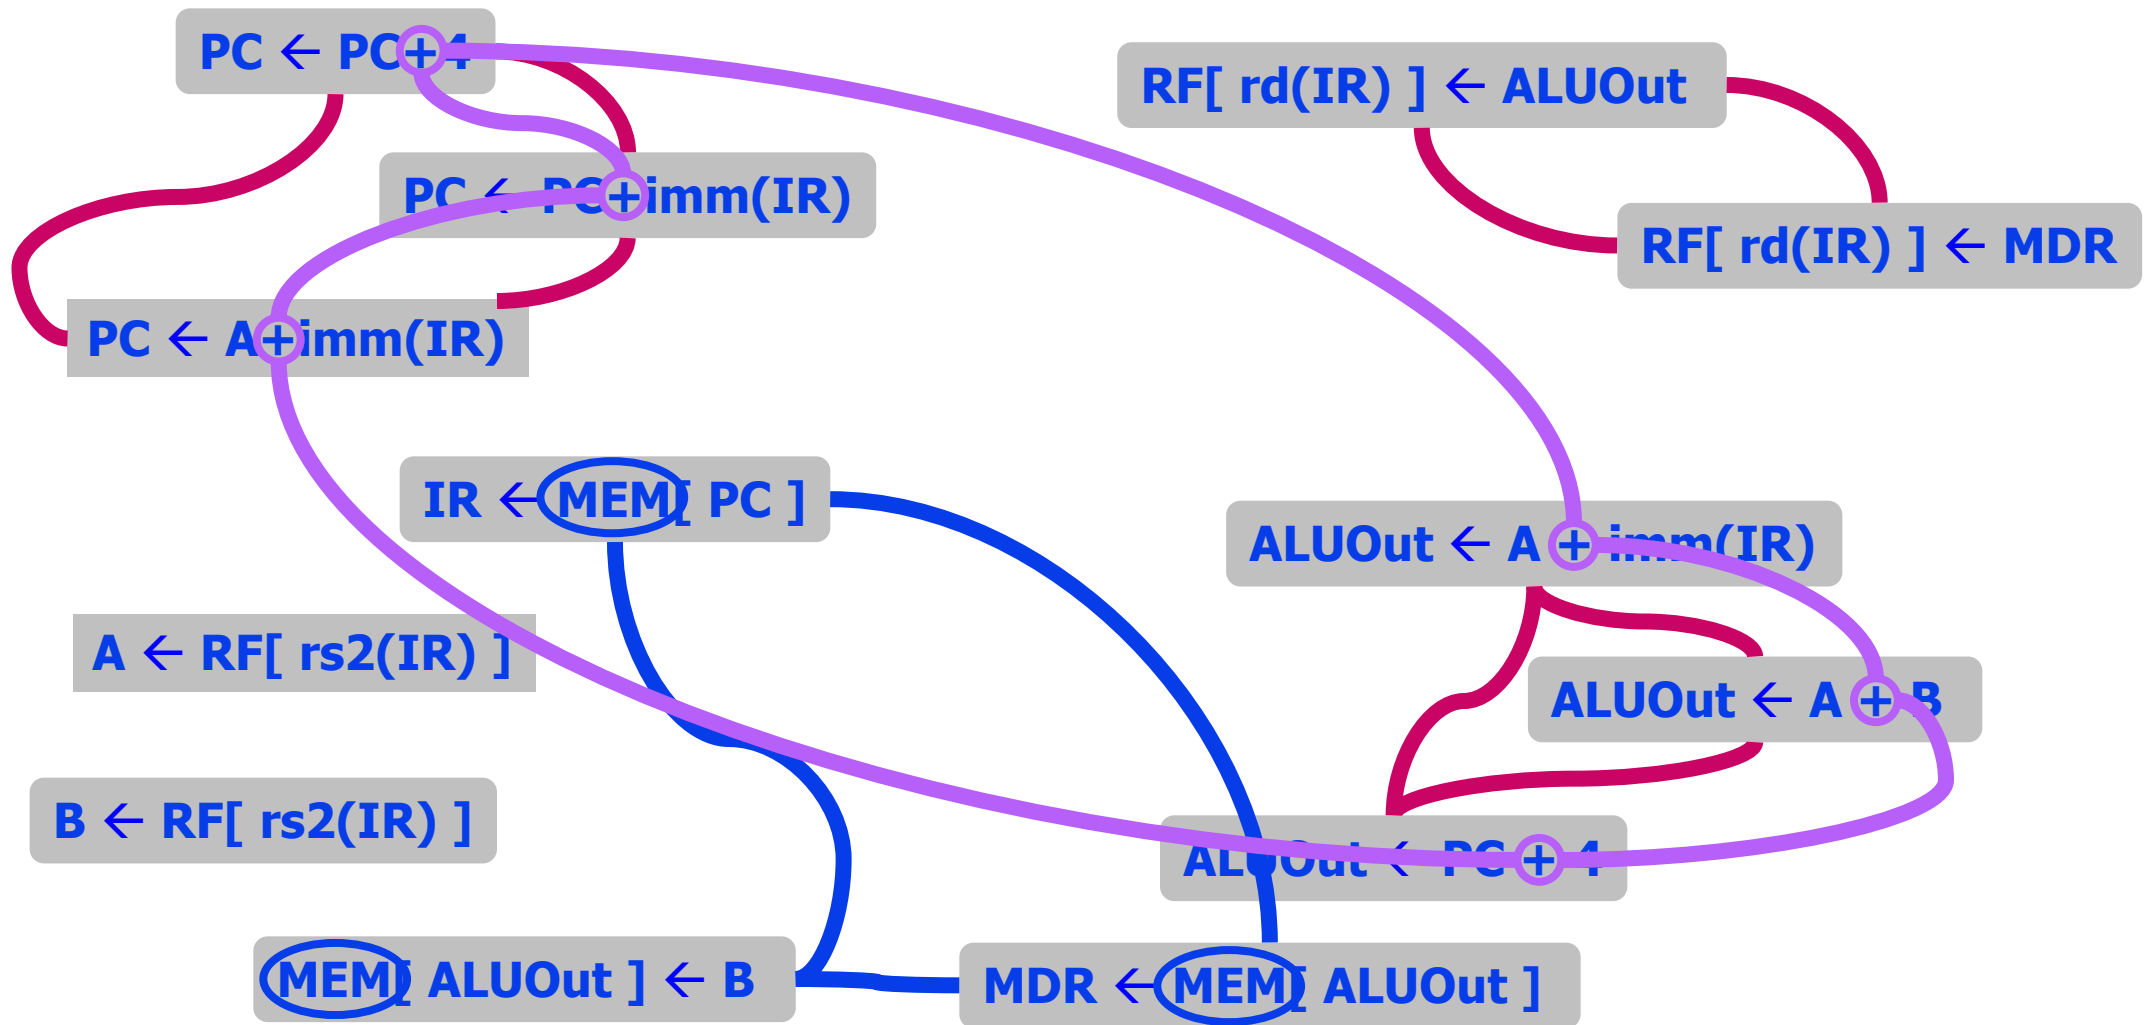 PC ← PC+4
RF[ rd(IR) ] ← ALUOut
PC ← PC+imm(IR)
RF[ rd(IR) ] ← MDR
PC ← A+imm(IR)
IR ← MEM[ PC ]
ALUOut ← A + imm(IR)
A ← RF[ rs2(IR) ]
ALUOut ← A + B
B ← RF[ rs2(IR) ]
ALUOut ← PC + 4
MEM[ ALUOut ] ← B
MDR ← MEM[ ALUOut ]